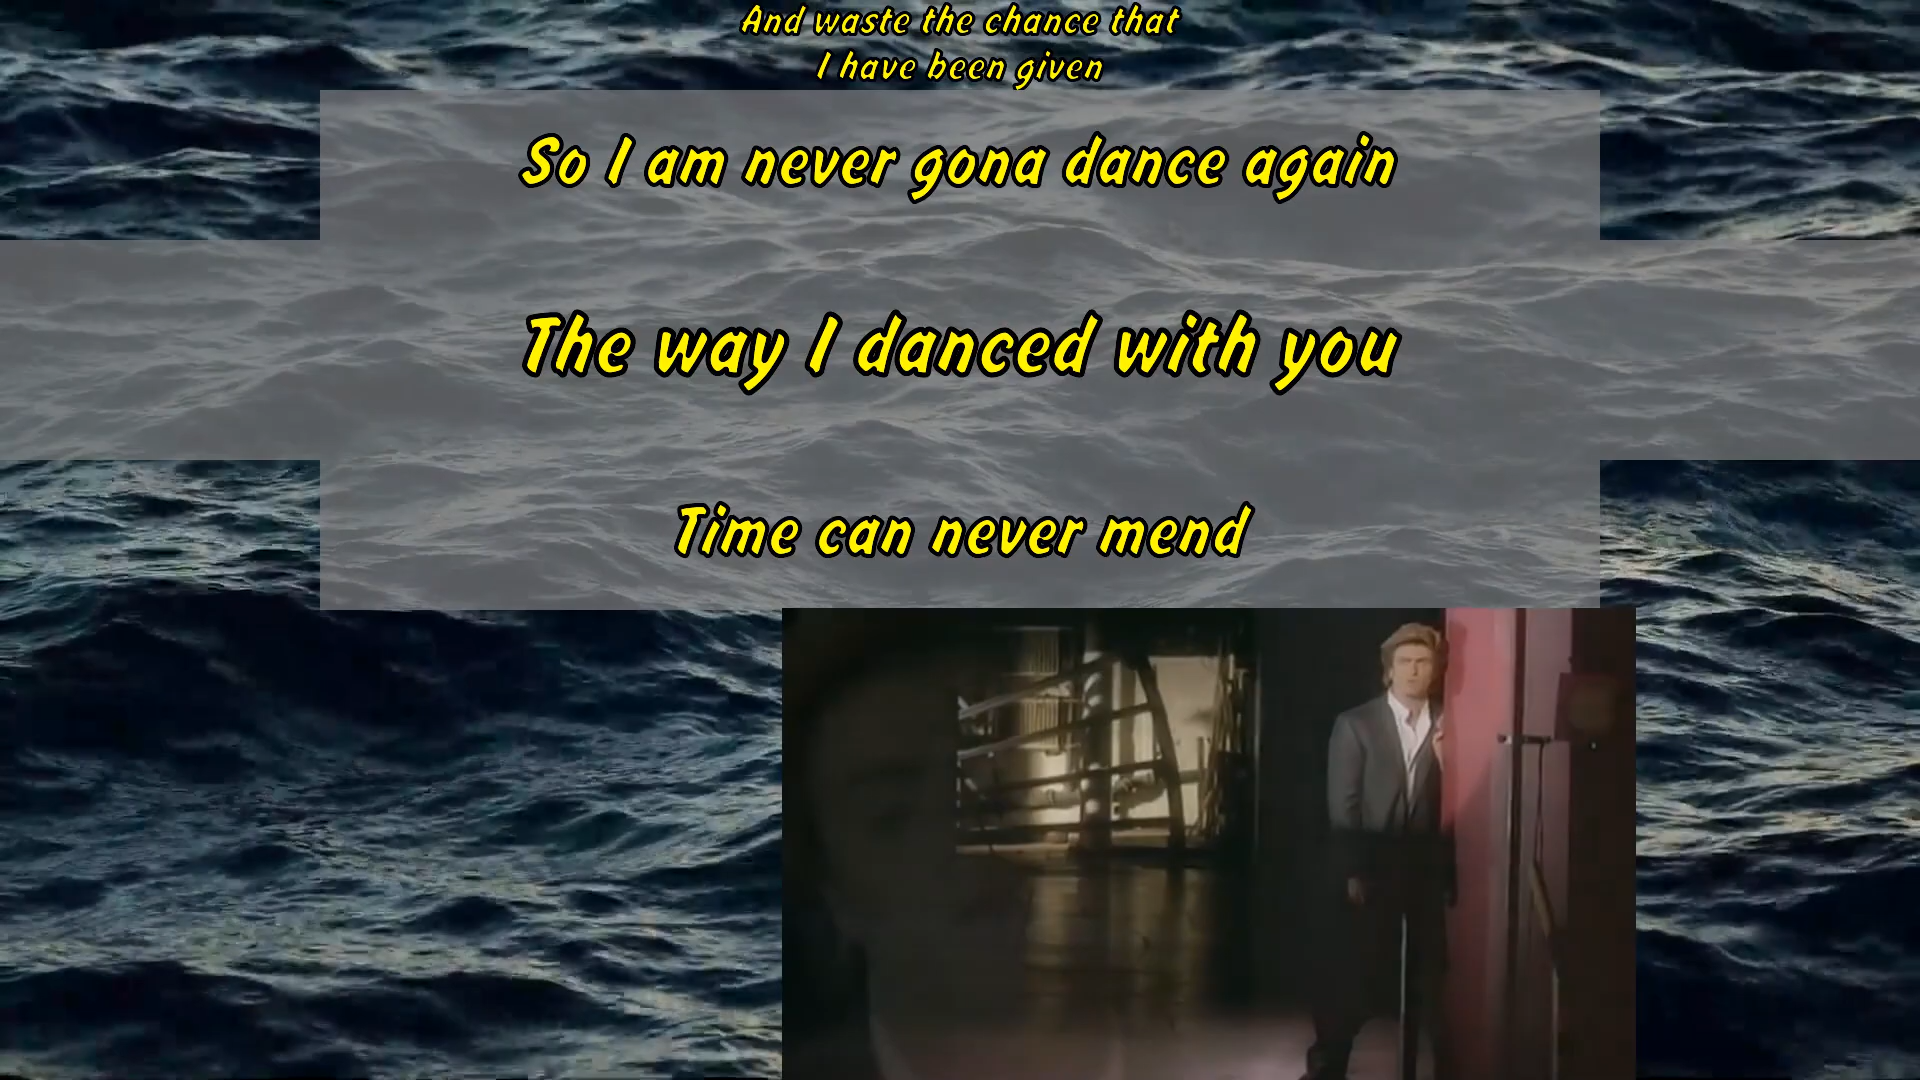 And waste the chance that
I have been given
So I am never gona dance again
The way I danced with you
Time can never mend